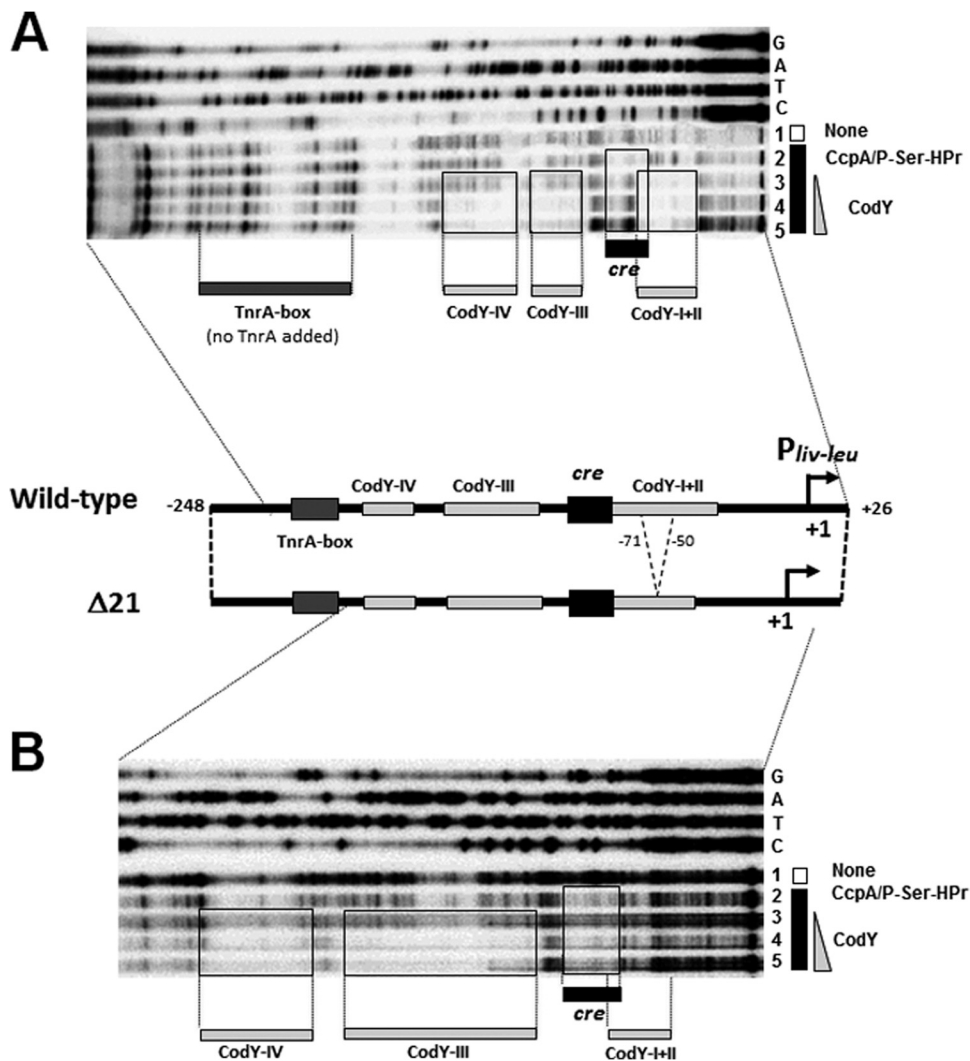 A
G
A
T
C
1 None
2 CcpA/P-Ser-HPr
3
4 CodY
5
cre
TnrA-box CodY-IV CodY-III CodY-I+II
(no TnrA added)
Pliv-leu
Wild-type -248 CodY-IV CodY-III cre CodY-I+II +26
TnrA-box -71 -50 +1
Δ21
+1
B
G
A
T
C
1 None
2 CcpA/P-Ser-HPr
3
4 CodY
5
cre
CodY-IV CodY-III CodY-I+II